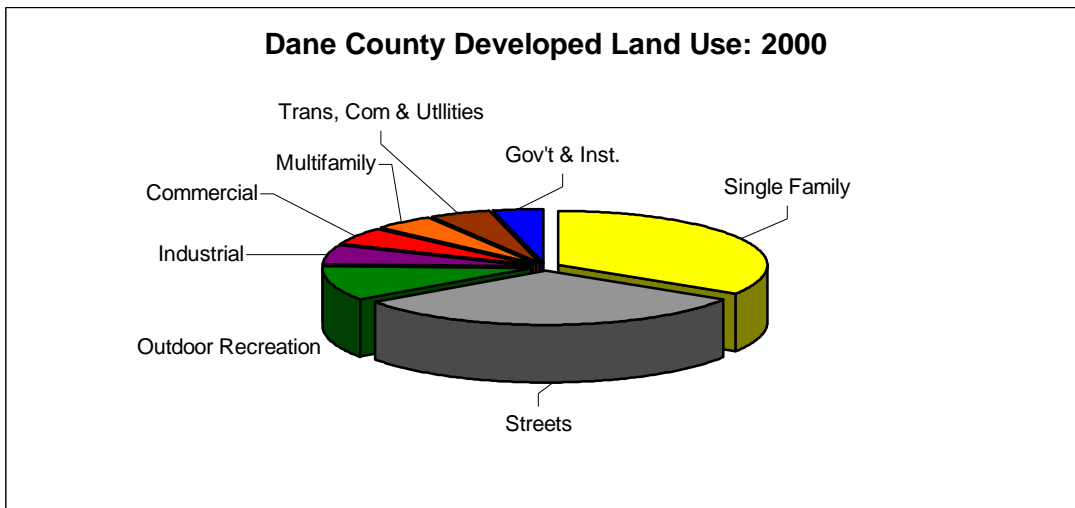 Dane County Developed Land Use: 2000
Trans, Com & Utllities
Gov't & Inst.
Multifamily
Single Family
Commercial
Industrial
Outdoor Recreation
Streets